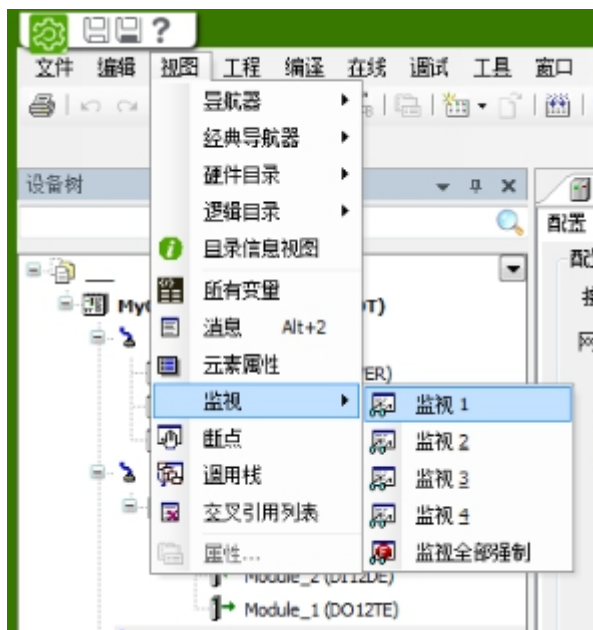 ?
文件 编辑 视图 工程 编译 在线 调试 工具 窗口
导航器
经典导航器
设备树
硬件目录
逻辑目录
配置
目录信息视图
所有变量
消息 Alt+2
元素属性
监视
监视 1
断点
监视 2
调用栈
监视 3
交叉引用列表
监视 4
属性...
监视全部强制
Module_2 (DI12DE)
Module_1 (DO12TE)